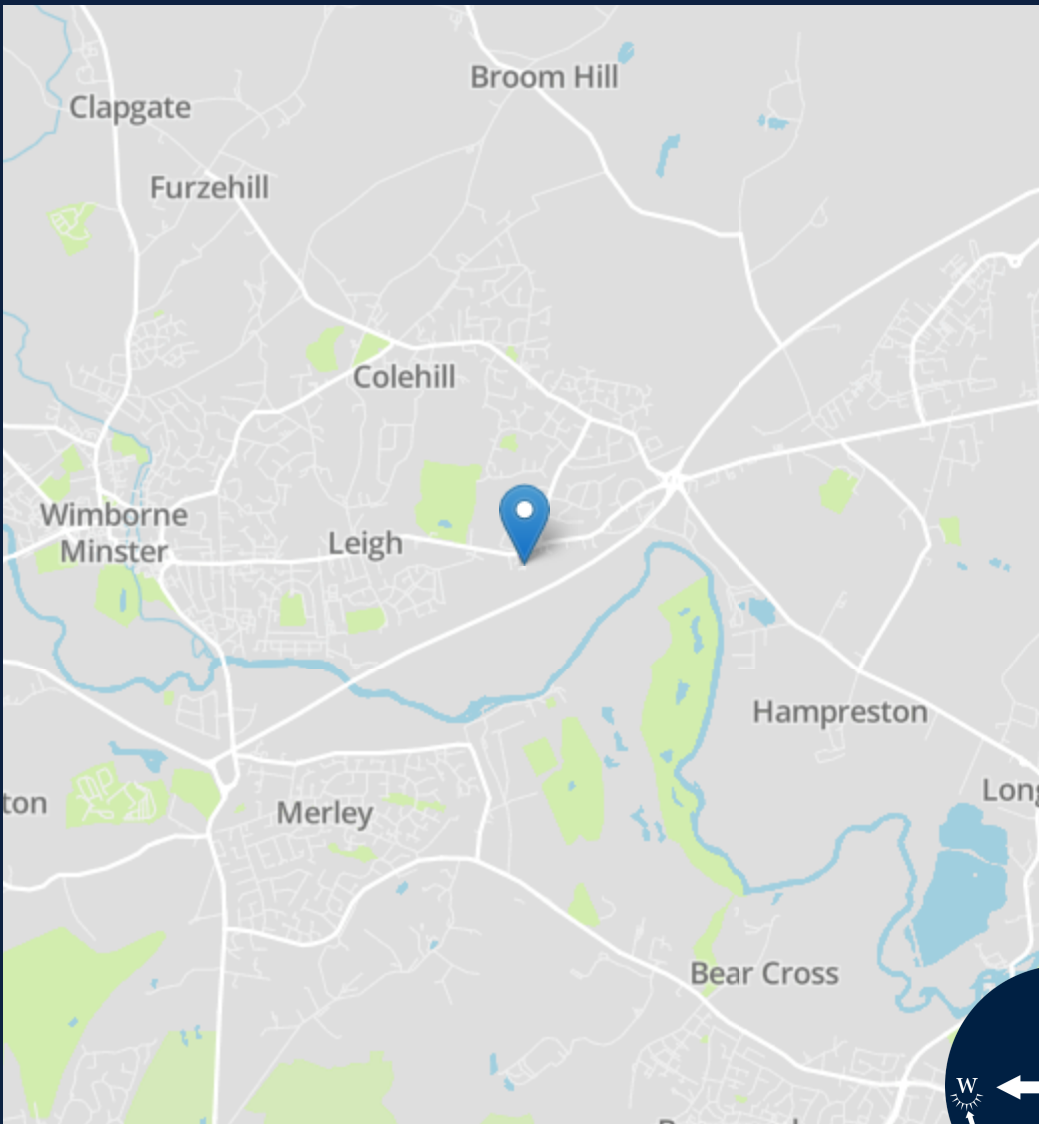 Broom Hill
Clapgate
Furzehill
Colehill
Wimborne
Minster
Leigh
Hampreston
ton
Long
Merley
Bear Cross
W